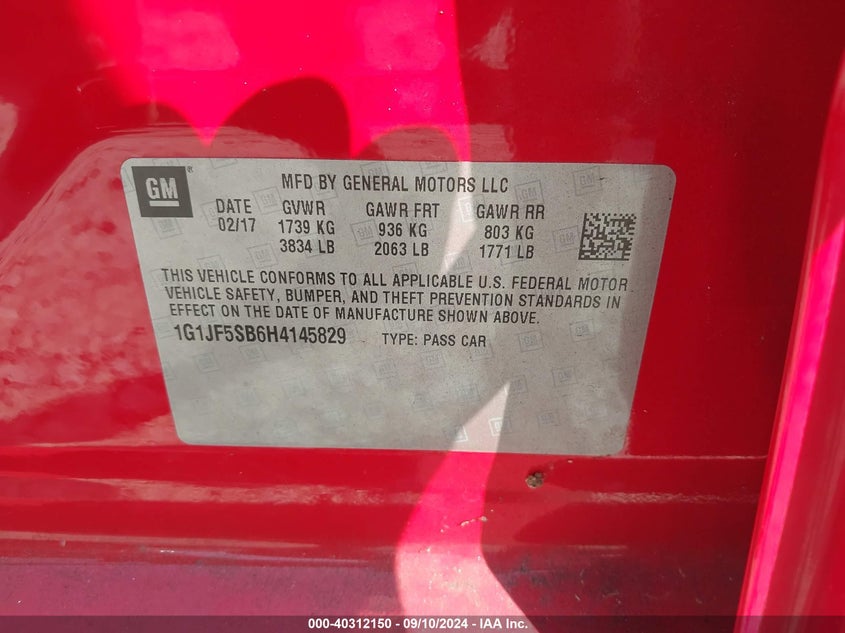 GM® MFD BY GENERAL MOTORS LLC
DATE GVWR GAWR FRT GAWR RR
02/17 1739 KG 936 KG 803 KG
3834 LB 2063 LB 1771 LB
THIS VEHICLE CONFORMS TO ALL APPLICABLE U.S. FEDERAL MOTOR
VEHICLE SAFETY, BUMPER, AND THEFT PREVENTION STANDARDS IN
EFFECT ON THE DATE OF MANUFACTURE SHOWN ABOVE.
1G1JF5SB6H4145829 TYPE: PASS CAR
000-40312150 - 09/10/2024 - IAA Inc.